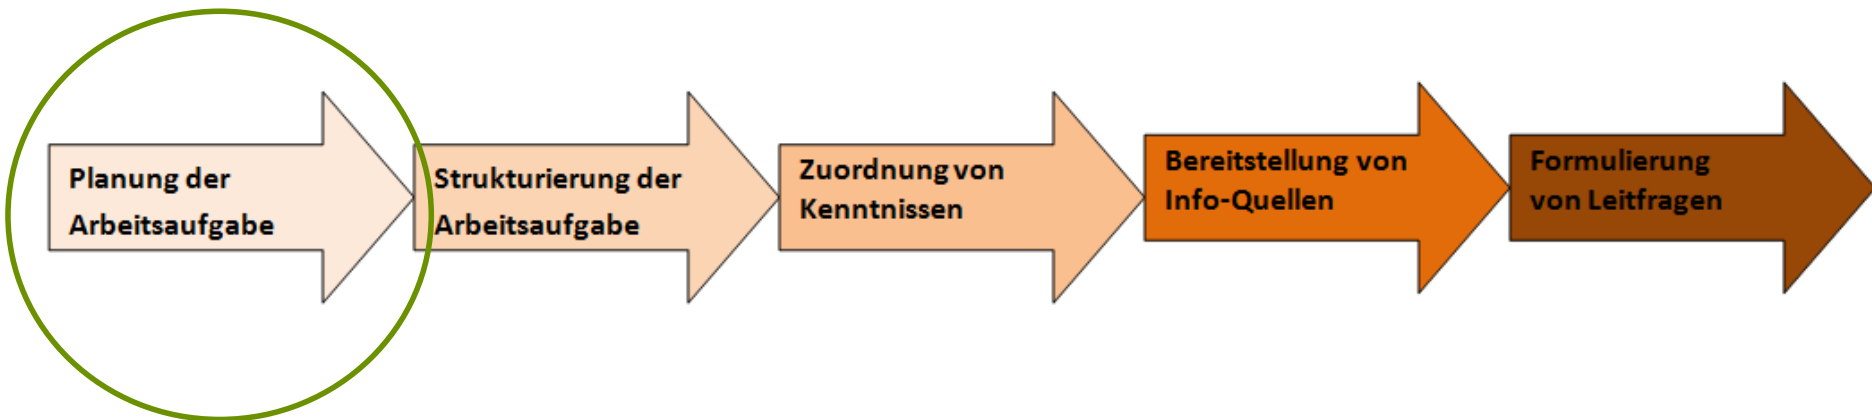 Planung der
Arbeitsaufgabe
Strukturierung der
Arbeitsaufgabe
Zuordnung von
Kenntnissen
Bereitstellung von
Info-Quellen
Formulierung
von Leitfragen